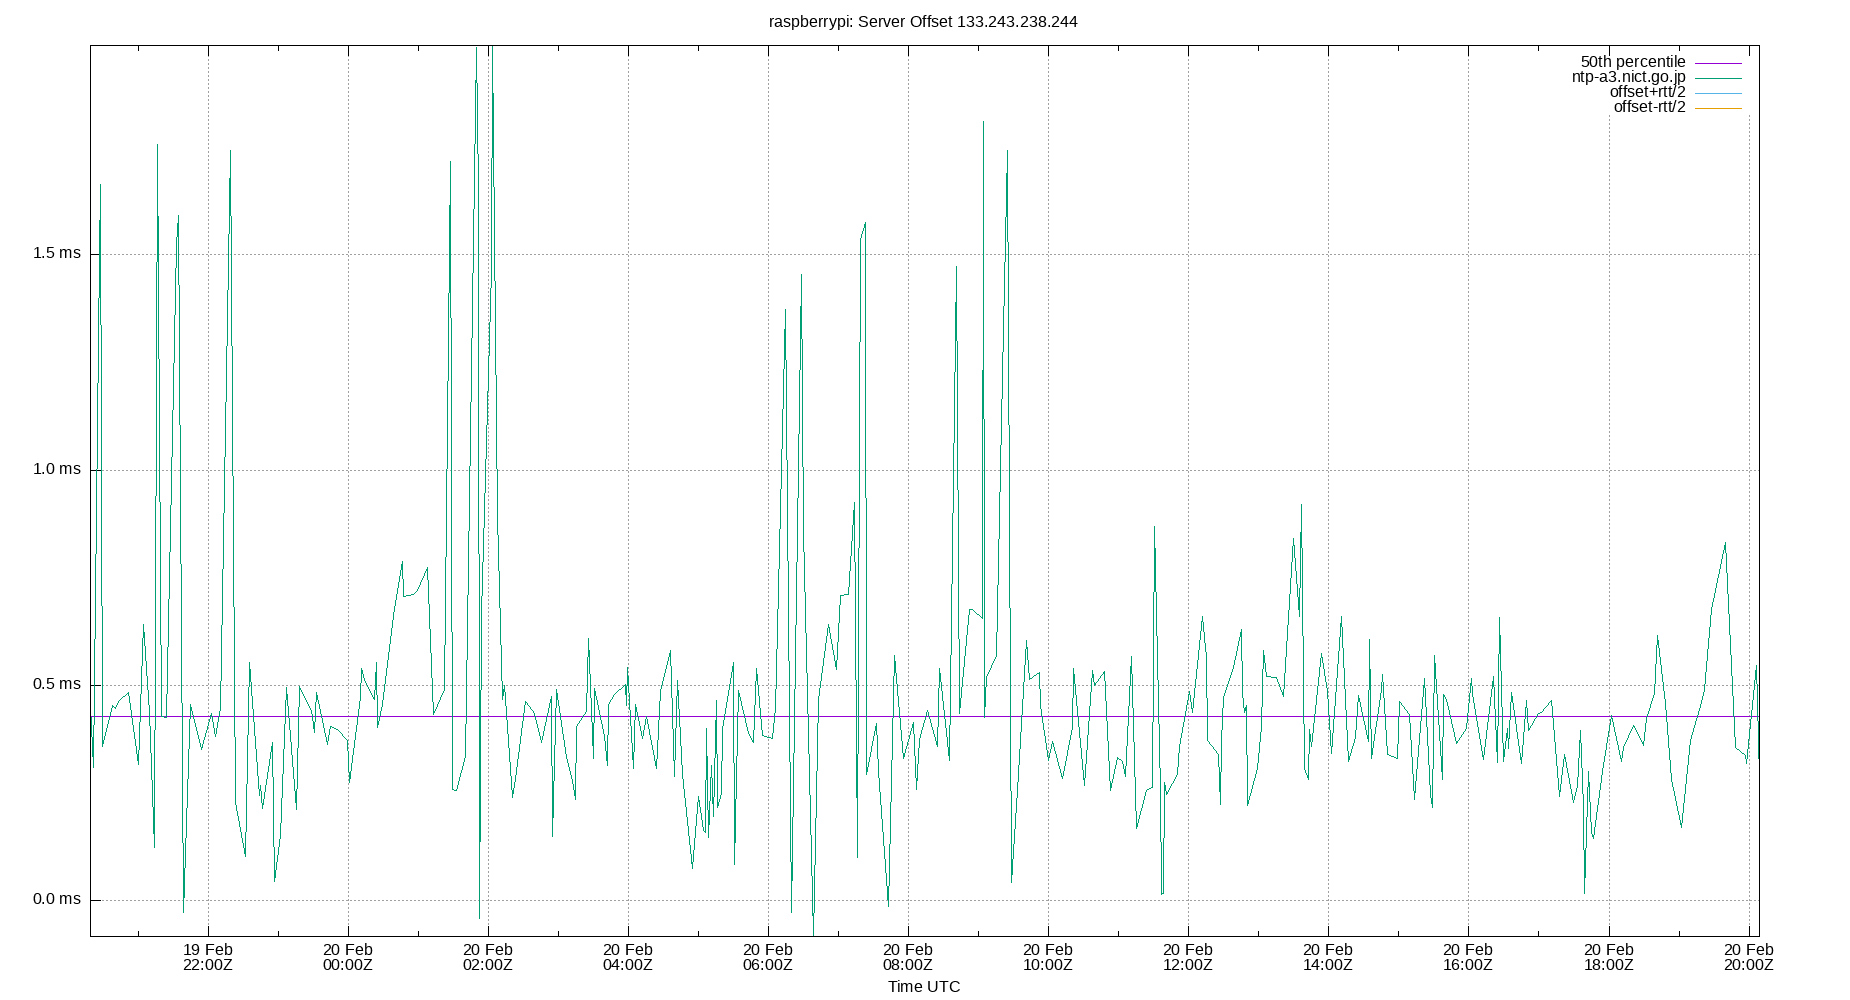 raspberrypi: Server Offset 133.243.238.244
50th percentile
ntp-a3.nict.go.jp
offset+rtt/2
offset-rtt/2
1.5 ms
1.0 ms
0.5 ms
0.0 ms
19 Feb 20 Feb 20 Feb 20 Feb 20 Feb 20 Feb 20 Feb 20 Feb 20 Feb 20 Feb 20 Feb 20 Feb
22:00Z 00:00Z 02:00Z 04:00Z 06:00Z 08:00Z 10:00Z 12:00Z 14:00Z 16:00Z 18:00Z 20:00Z
Time UTC